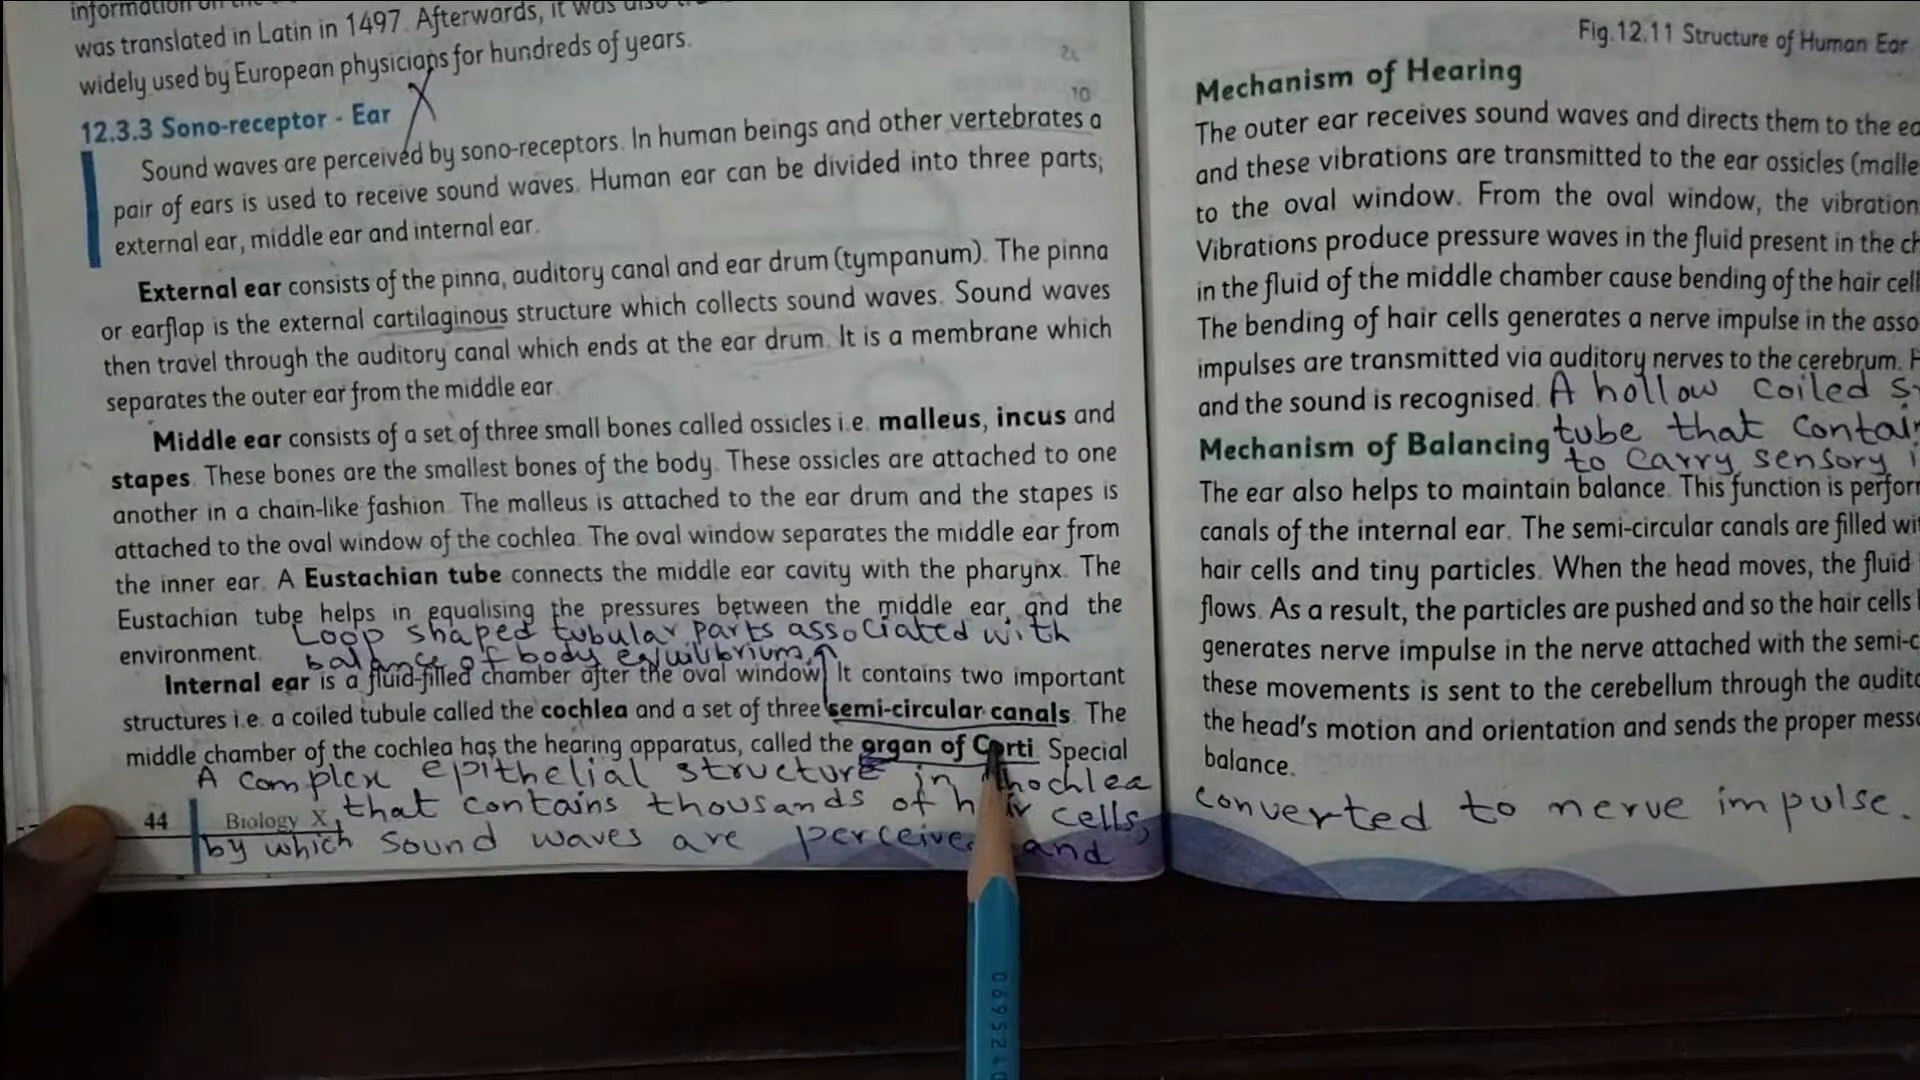 was translated in Latin in 1497. Afterwards, it was also
widely used by European physicians for hundreds of years.
12.3.3 Sono-receptor - Ear
Sound waves are perceived by sono-receptors. In human beings and other vertebrates a
pair of ears is used to receive sound waves. Human ear can be divided into three parts;
external ear, middle ear and internal ear.
External ear consists of the pinna, auditory canal and ear drum (tympanum). The pinna
or earflap is the external cartilaginous structure which collects sound waves. Sound waves
then travel through the auditory canal which ends at the ear drum. It is a membrane which
separates the outer ear from the middle ear.
Middle ear consists of a set of three small bones called ossicles i.e. malleus, incus and
stapes. These bones are the smallest bones of the body. These ossicles are attached to one
another in a chain-like fashion. The malleus is attached to the ear drum and the stapes is
attached to the oval window of the cochlea. The oval window separates the middle ear from
the inner ear. A Eustachian tube connects the middle ear cavity with the pharynx. The
Eustachian tube helps in equalising the pressures between the middle ear and the
Loop shaped tubular parts associated with
environment.
balance of body equilibrium.
Internal ear is a fluid-filled chamber after the oval window. It contains two important
structures i.e. a coiled tubule called the cochlea and a set of three semi-circular canals. The
middle chamber of the cochlea has the hearing apparatus, called the organ of Corti. Special
A complex epithelial structure in
that contains thousands of hair cells,
44 Biology X
by which sound waves are perceived and
Fig.12.11 Structure of Human Ear
Mechanism of Hearing
The outer ear receives sound waves and directs them to the
and these vibrations are transmitted to the ear ossicles
to the oval window. From the oval window, the
Vibrations produce pressure waves in the fluid present in the
in the fluid of the middle chamber cause bending of the hair
The bending of hair cells generates a nerve impulse in the
impulses are transmitted via auditory nerves to the cerebrum.
and the sound is recognised. A hollow coiled
tube that
Mechanism of Balancing
to carry sensory
The ear also helps to maintain balance. This function is
canals of the internal ear. The semi-circular canals are filled
hair cells and tiny particles. When the head moves, the fluid
flows. As a result, the particles are pushed and so the hair cells
generates nerve impulse in the nerve attached with the
these movements is sent to the cerebellum through the
the head's motion and orientation and sends the proper
balance.
converted to nerve impulse.